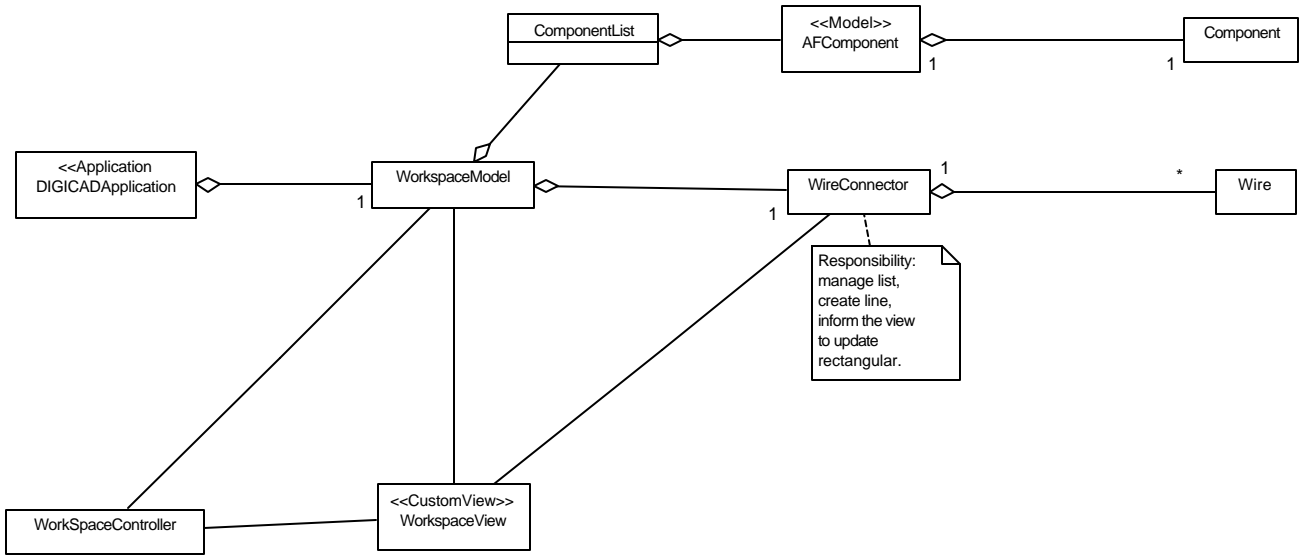 ComponentList
<<Model>>
AFComponent
Component
1
1
<<Application
DIGICADApplication
WorkspaceModel
1
WireConnector
1
1
*
Wire
Responsibility:
manage list,
create line,
inform the view
to update
rectangular.
<<CustomView>>
WorkspaceView
WorkSpaceController